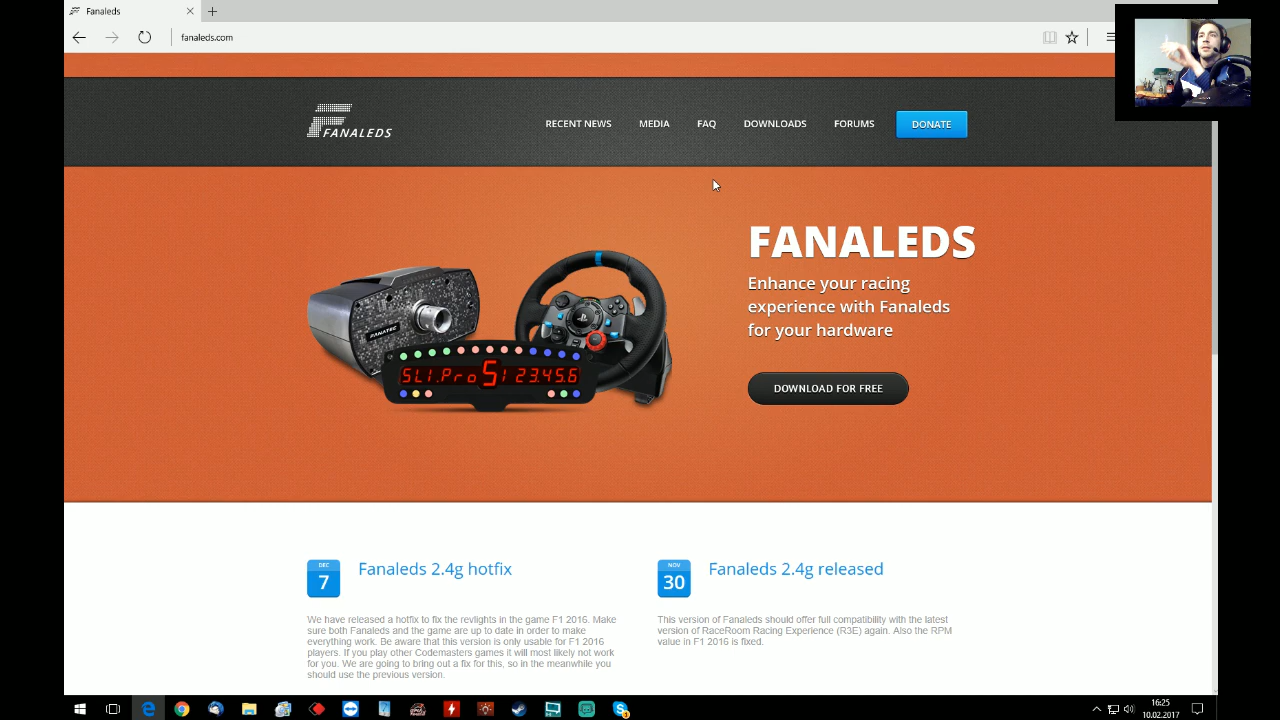 Fanaleds
fanaleds.com
FANALEDS
RECENT NEWS MEDIA FAQ DOWNLOADS FORUMS DONATE
FANALEDS
Enhance your racing
experience with Fanaleds
for your hardware
DOWNLOAD FOR FREE
FANATEC
SLI.Pro 5 1 23.45.6
DEC
7
Fanaleds 2.4g hotfix
We have released a hotfix to fix the revlights in the game F1 2016. Make
sure both Fanaleds and the game are up to date in order to make
everything work. Be aware that this version is only usable for F1 2016
players. If you play other Codemasters games it will most likely not work
for you. We are going to bring out a fix for this, so in the meanwhile you
should use the previous version.
NOV
30
Fanaleds 2.4g released
This version of Fanaleds should offer full compatibility with the latest
version of RaceRoom Racing Experience (R3E) again. Also the RPM
value in F1 2016 is fixed.
16:25
10.02.2017